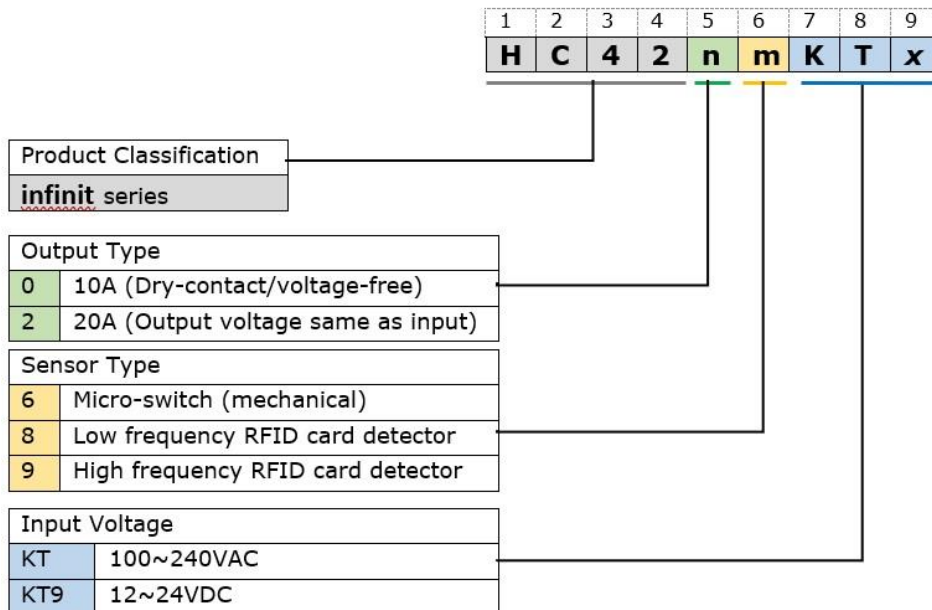 1 2 3 4 5 6 7 8 9
H C 4 2 n m K T x
Product Classification
infinit series
Output Type
0 10A (Dry-contact/voltage-free)
2 20A (Output voltage same as input)
Sensor Type
6 Micro-switch (mechanical)
8 Low frequency RFID card detector
9 High frequency RFID card detector
Input Voltage
KT 100~240VAC
KT9 12~24VDC